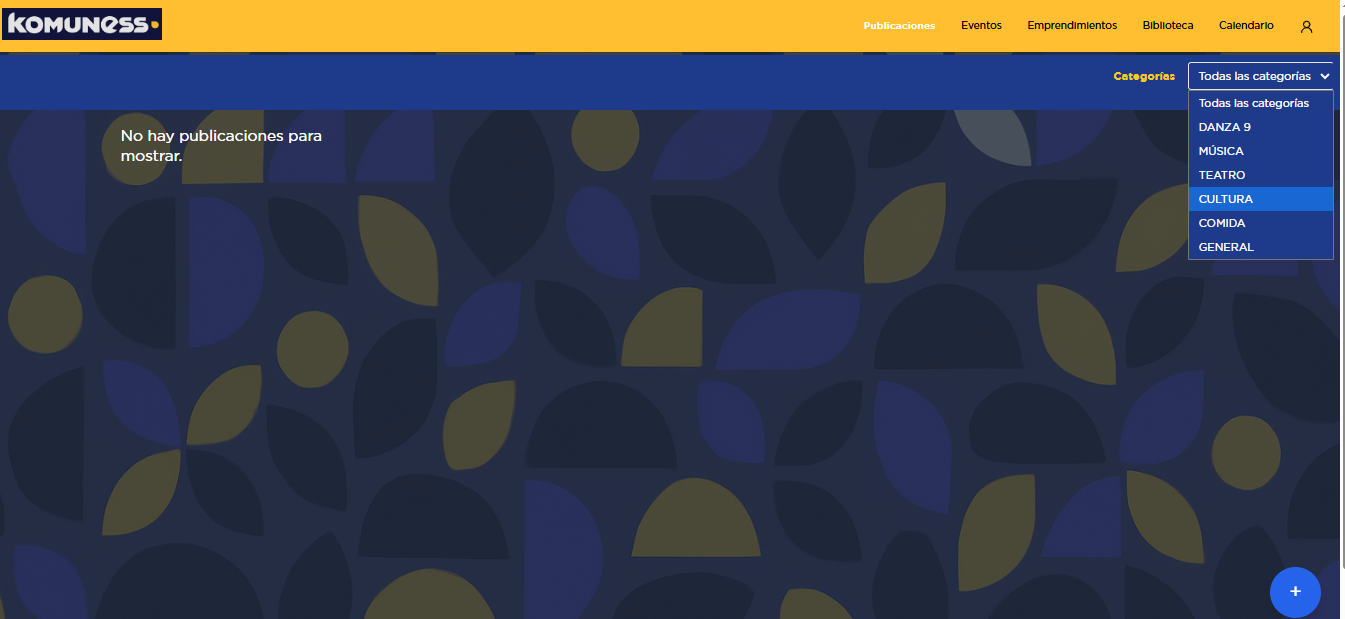 KOMUNESS
Publicaciones
Eventos
Emprendimientos
Biblioteca
Calendario
Categorías
Todas las categorías
Todas las categorías
DANZA 9
MÚSICA
TEATRO
CULTURA
COMIDA
GENERAL
No hay publicaciones para
mostrar.
+